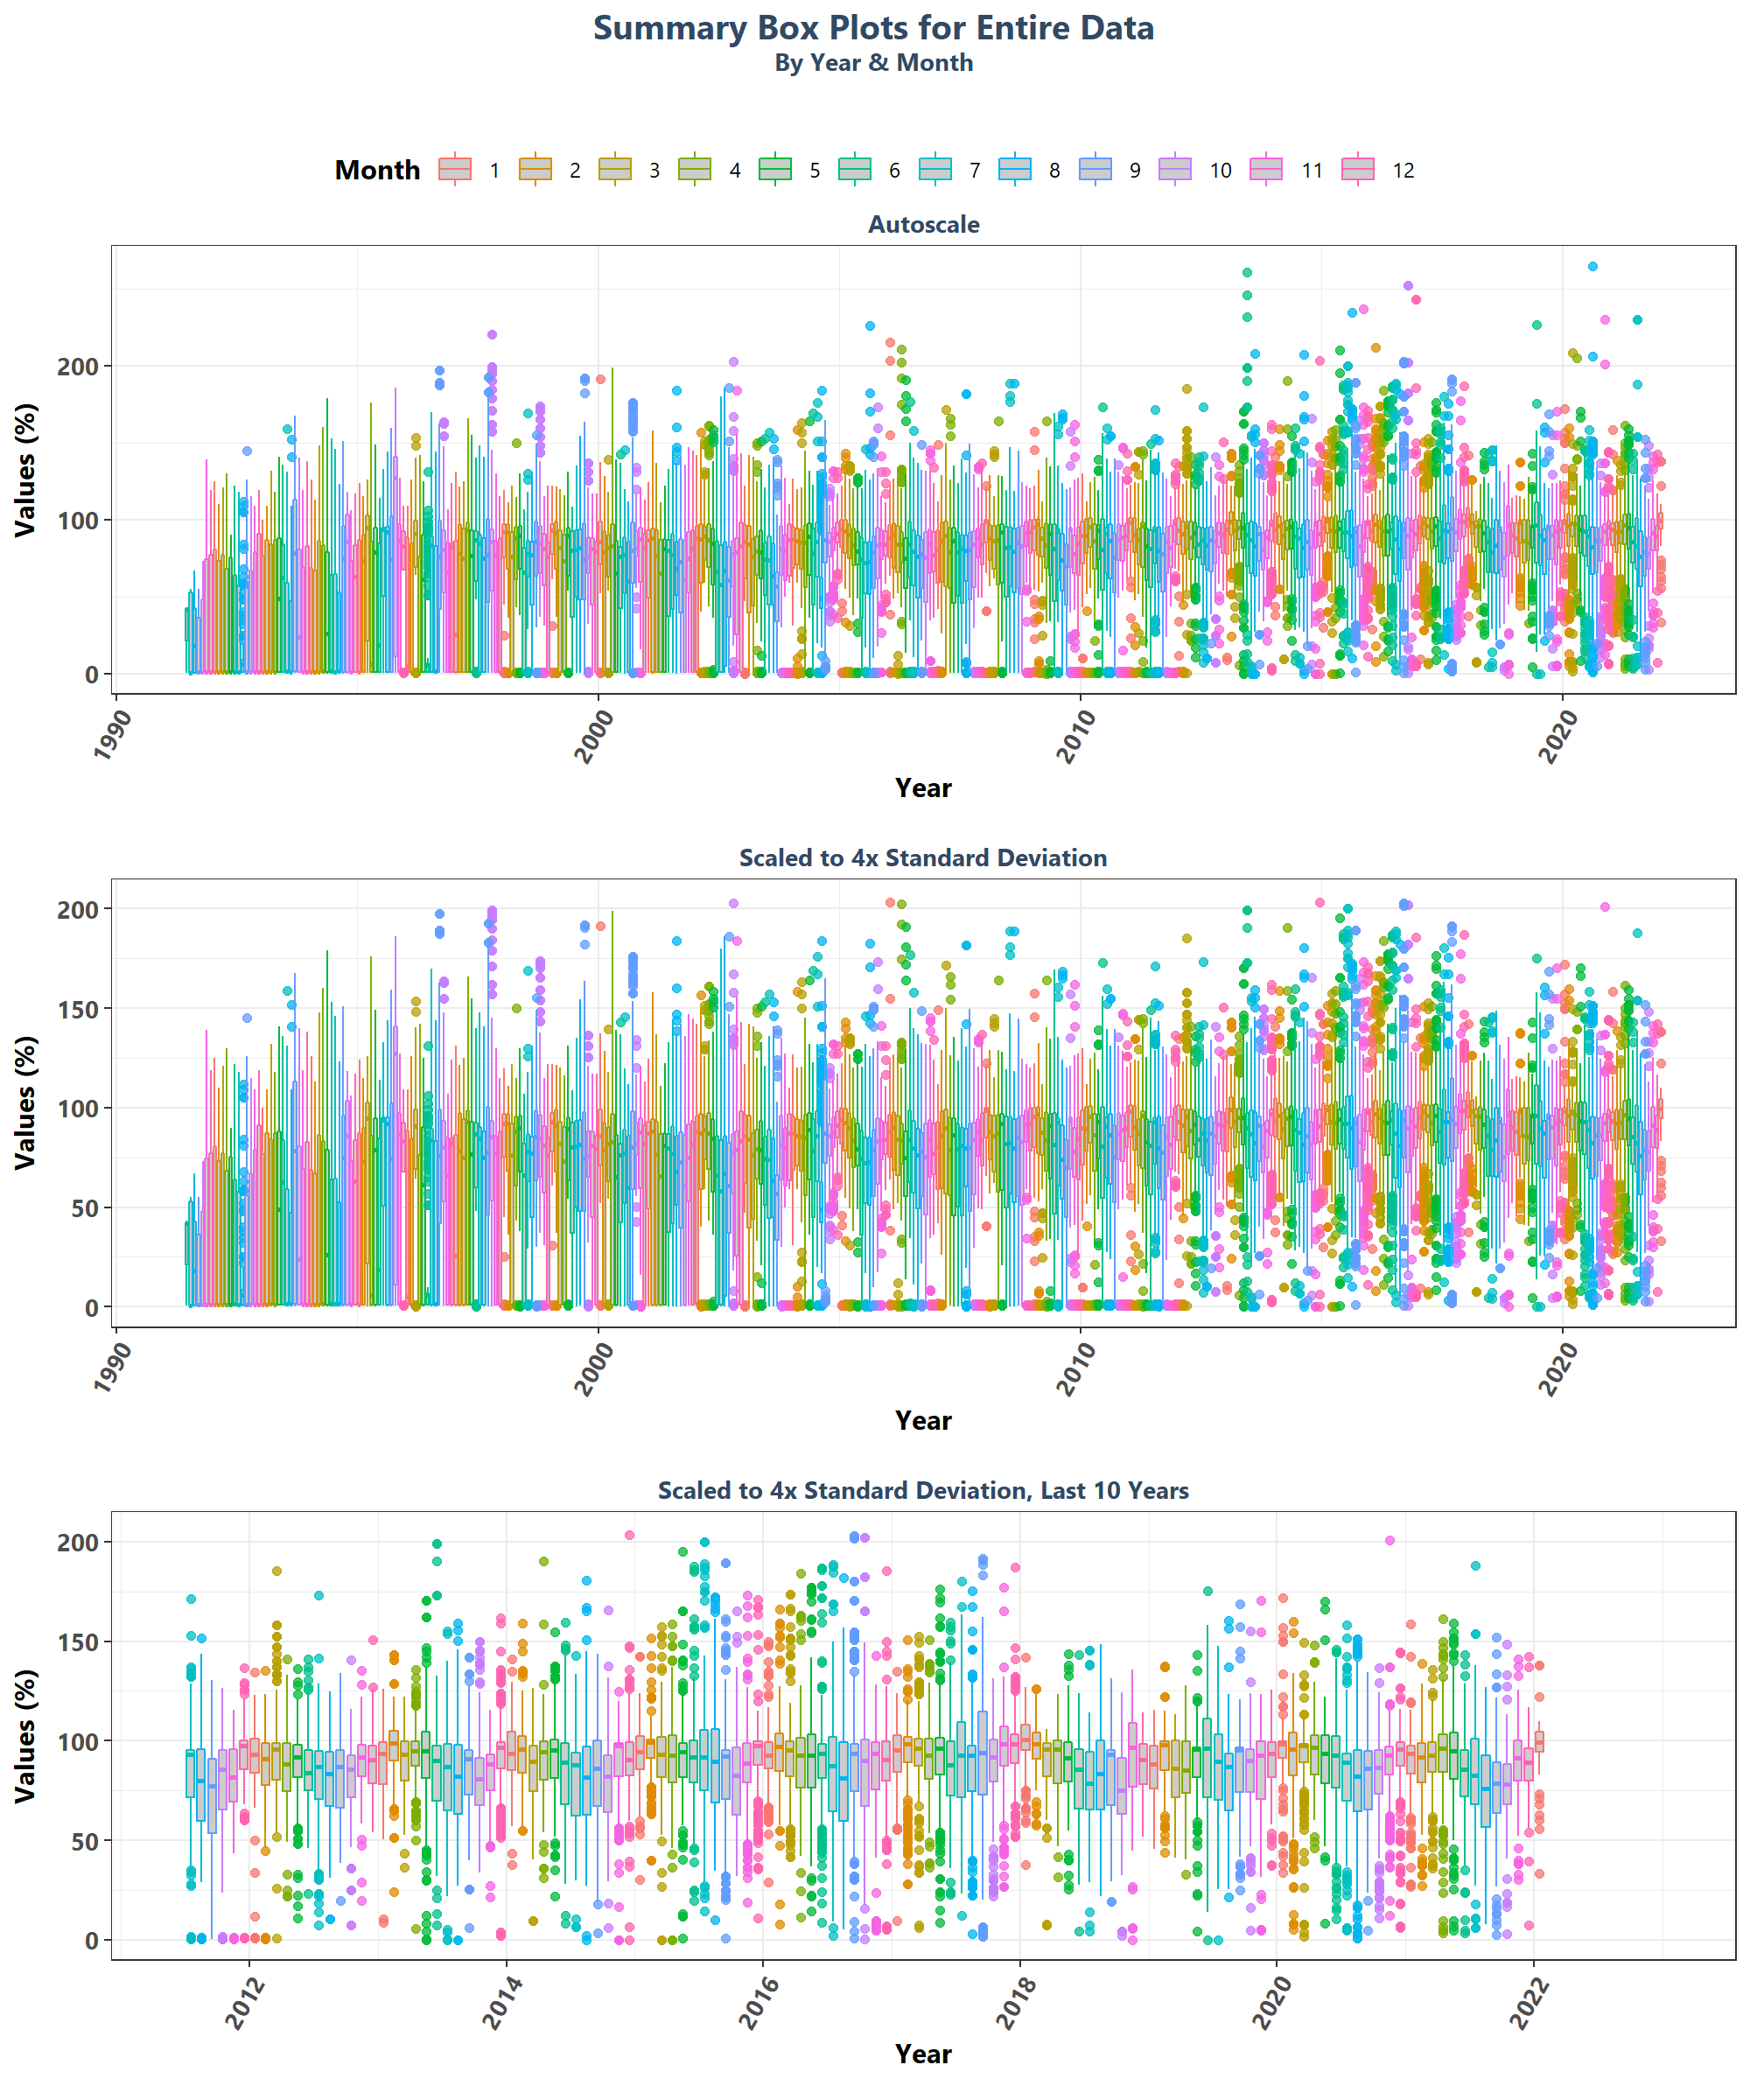 Summary Box Plots for Entire Data
By Year & Month
Month 1 2 3 4 5 6 7 8 9 10 11 12
Autoscale
Values (%)
200
100
0
1990 2000 2010 2020
Year
Scaled to 4x Standard Deviation
Values (%)
200
150
100
50
0
1990 2000 2010 2020
Year
Scaled to 4x Standard Deviation, Last 10 Years
Values (%)
200
150
100
50
0
2012 2014 2016 2018 2020 2022
Year